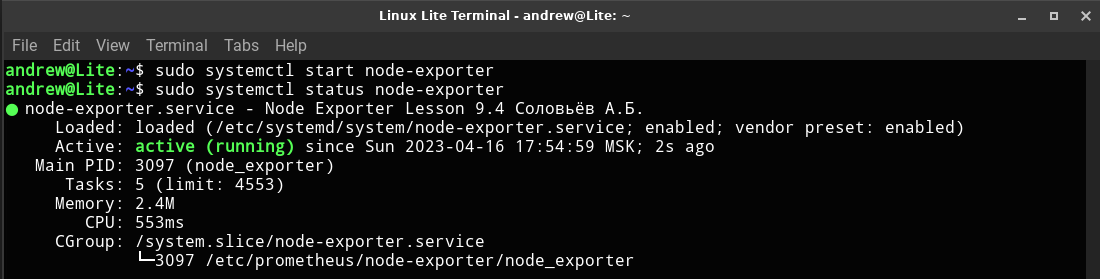 Linux Lite Terminal - andrew@Lite: ~
File Edit View Terminal Tabs Help
andrew@Lite:~$ sudo systemctl start node-exporter
andrew@Lite:~$ sudo systemctl status node-exporter
● node-exporter.service - Node Exporter Lesson 9.4 Соловьёв А.Б.
Loaded: loaded (/etc/systemd/system/node-exporter.service; enabled; vendor preset: enabled)
Active: active (running) since Sun 2023-04-16 17:54:59 MSK; 2s ago
Main PID: 3097 (node_exporter)
Tasks: 5 (limit: 4553)
Memory: 2.4M
CPU: 553ms
CGroup: /system.slice/node-exporter.service
└─3097 /etc/prometheus/node-exporter/node_exporter